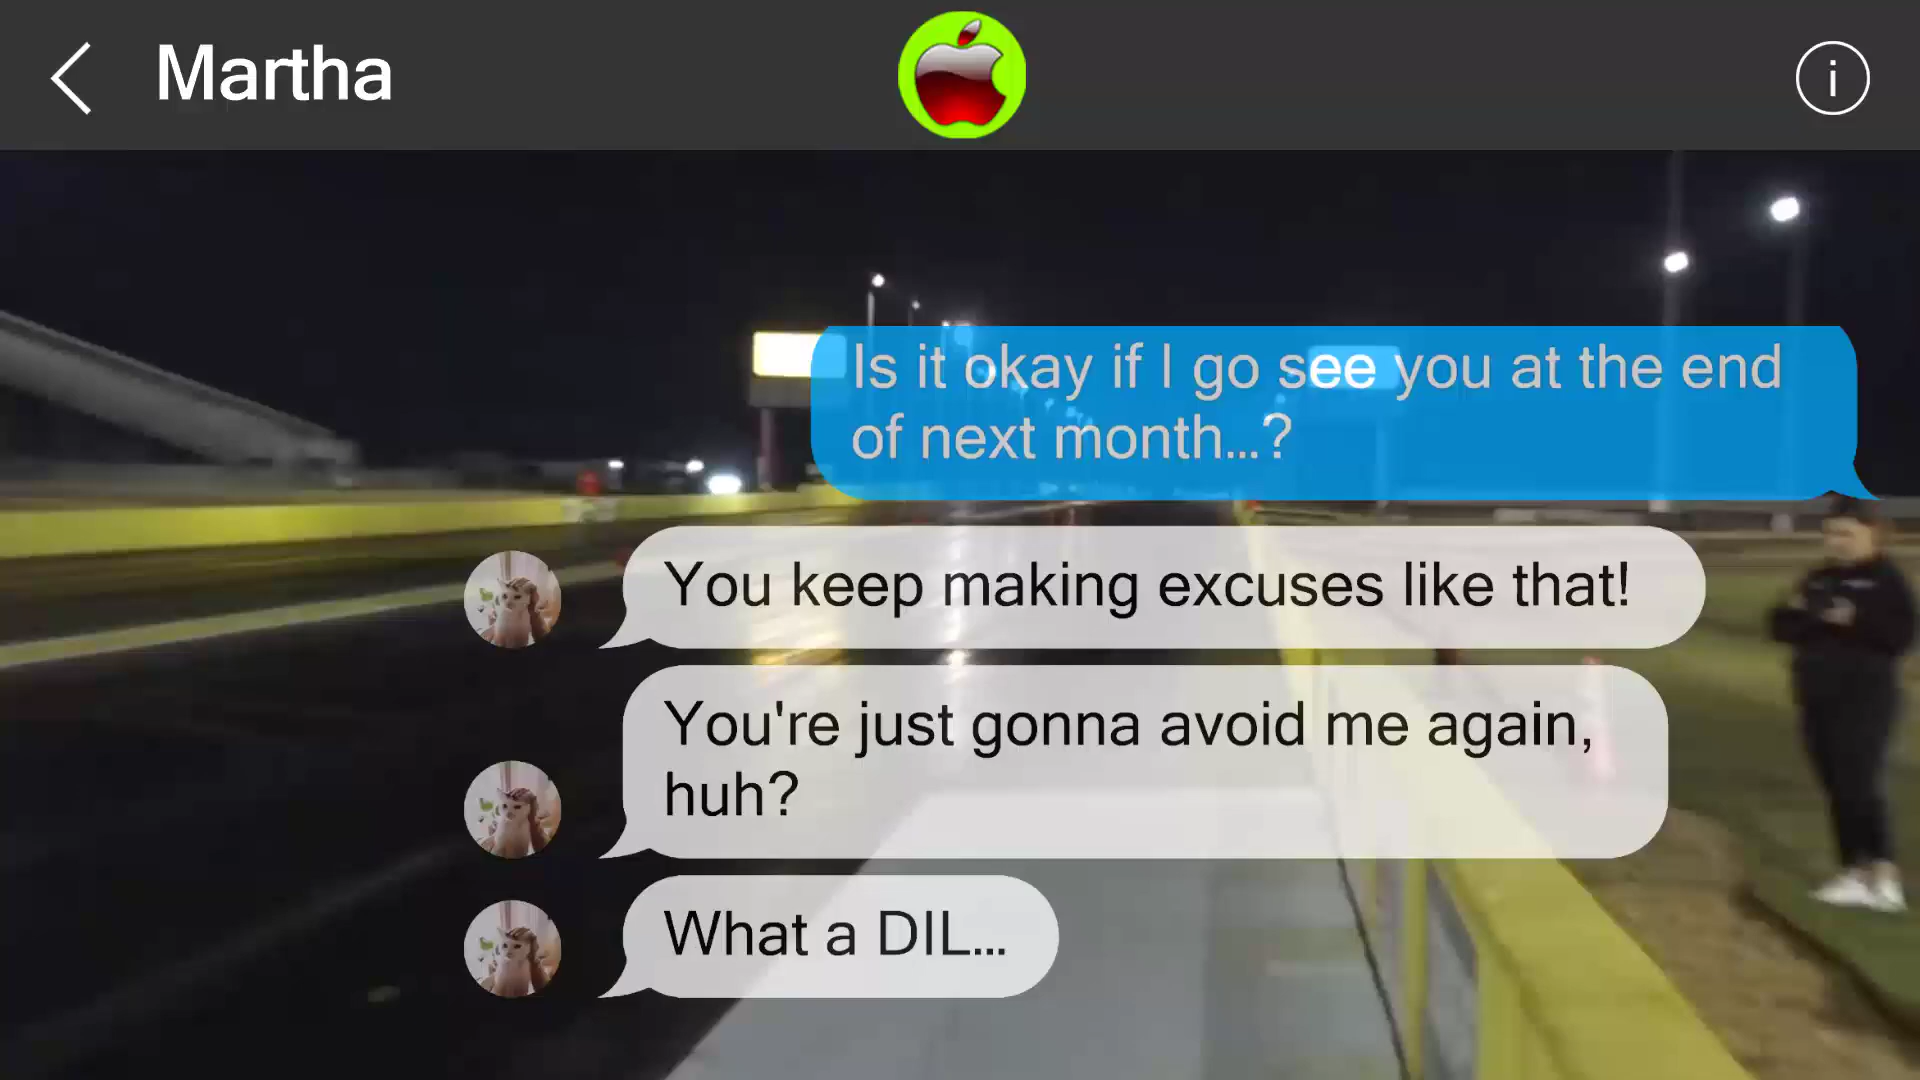 Martha
i
Is it okay if I go see you at the end
of next month...?
You keep making excuses like that!
You're just gonna avoid me again,
huh?
What a DIL...